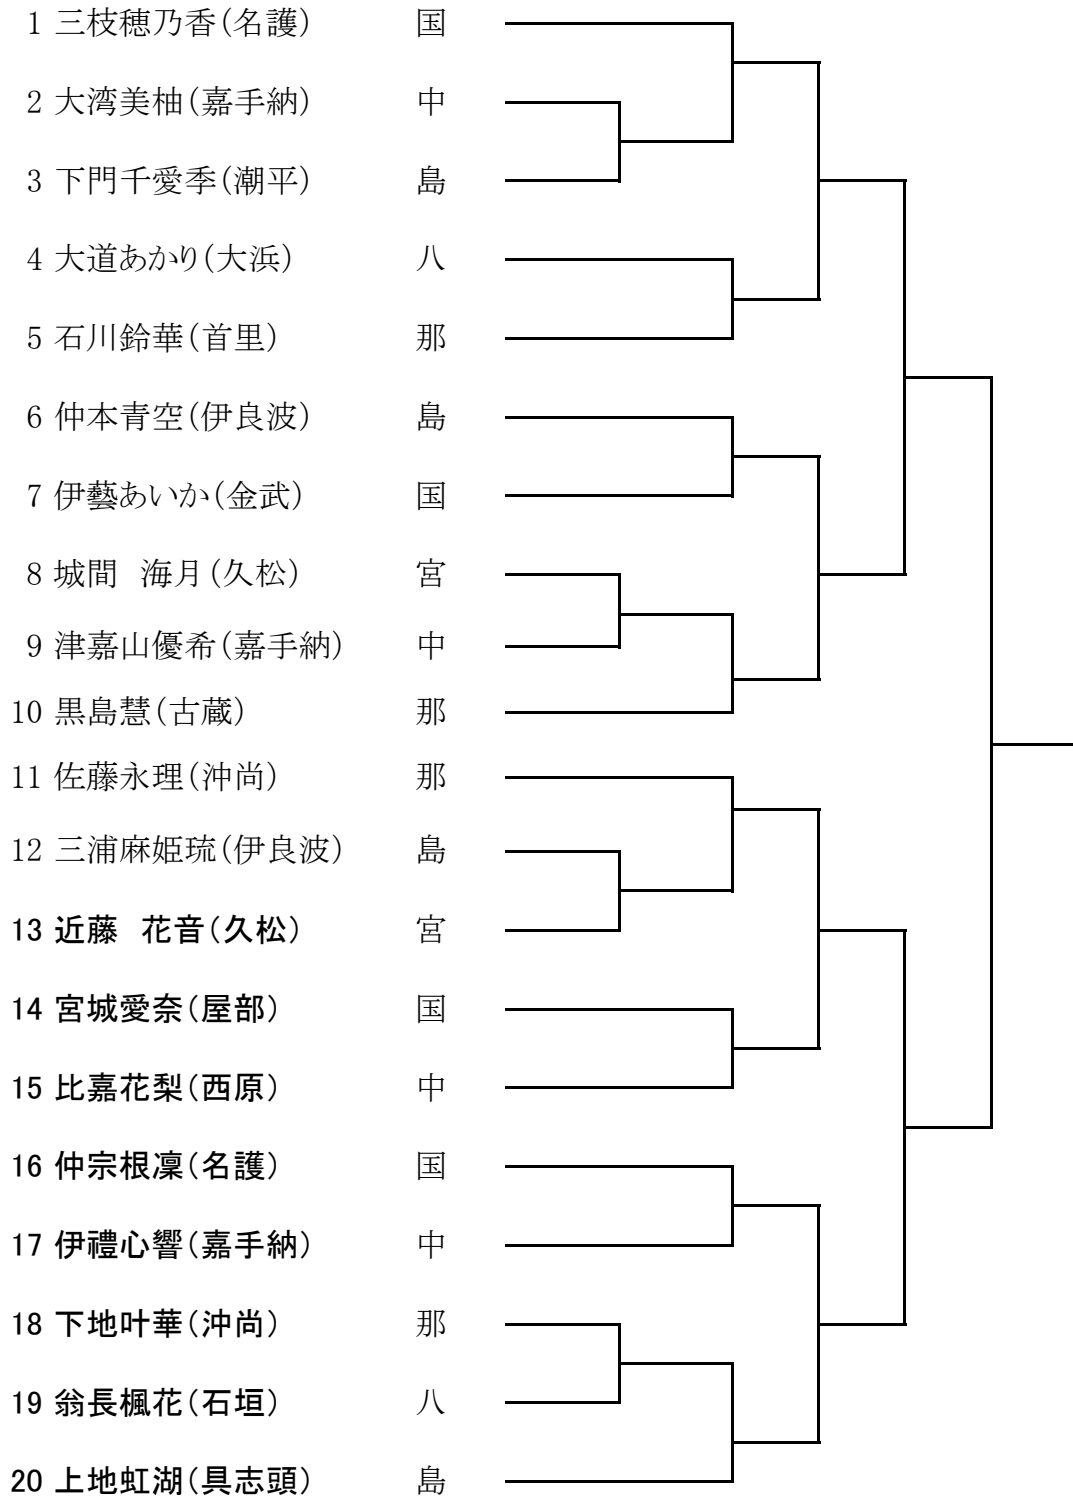 1 三枝穂乃香(名護) 国
2 大湾美柚(嘉手納) 中
3 下門千愛季(潮平) 島
4 大道あかり(大浜) 八
5 石川鈴華(首里) 那
6 仲本青空(伊良波) 島
7 伊藝あいか(金武) 国
8 城間　海月(久松) 宮
9 津嘉山優希(嘉手納) 中
10 黒島慧(古蔵) 那
11 佐藤永理(沖尚) 那
12 三浦麻姫琉(伊良波) 島
13 近藤　花音(久松) 宮
14 宮城愛奈(屋部) 国
15 比嘉花梨(西原) 中
16 仲宗根凜(名護) 国
17 伊禮心響(嘉手納) 中
18 下地叶華(沖尚) 那
19 翁長楓花(石垣) 八
20 上地虹湖(具志頭) 島